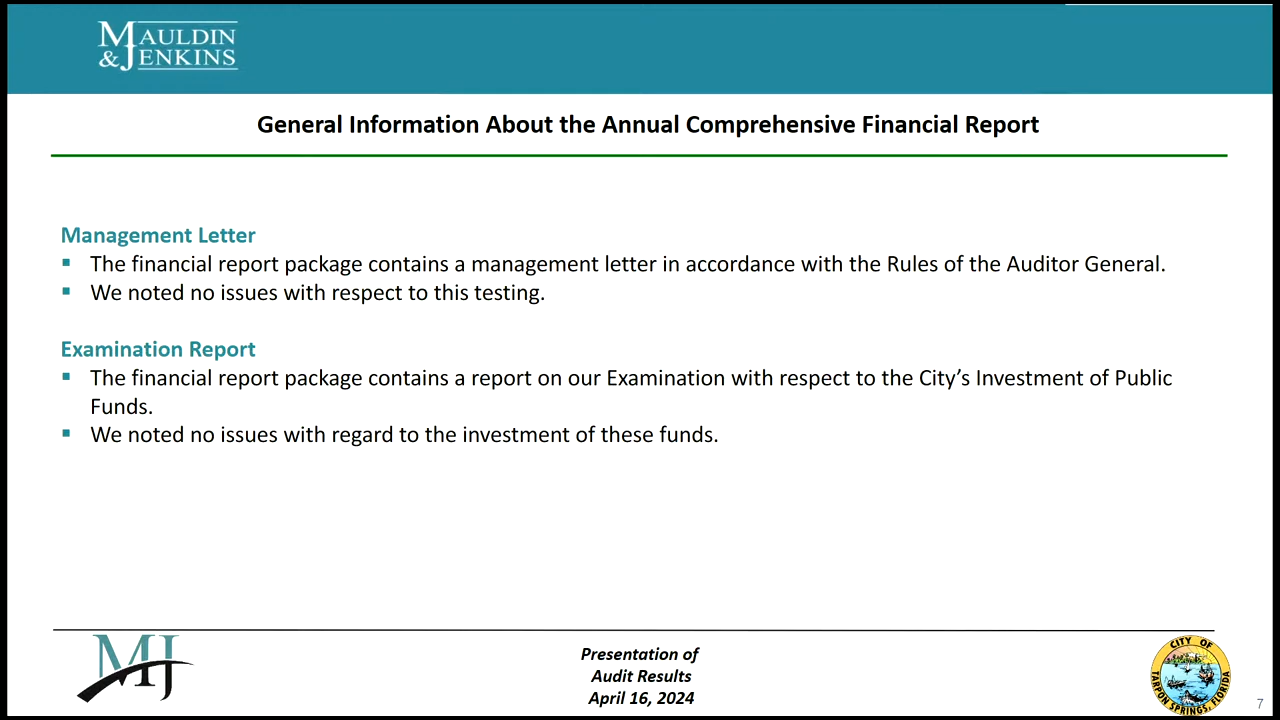 MAULDIN
& JENKINS
General Information About the Annual Comprehensive Financial Report
Management Letter
▪ The financial report package contains a management letter in accordance with the Rules of the Auditor General.
▪ We noted no issues with respect to this testing.
Examination Report
▪ The financial report package contains a report on our Examination with respect to the City’s Investment of Public
Funds.
▪ We noted no issues with regard to the investment of these funds.
MJ
Presentation of
Audit Results
April 16, 2024
CITY OF
TARPON SPRINGS, FLORIDA
7